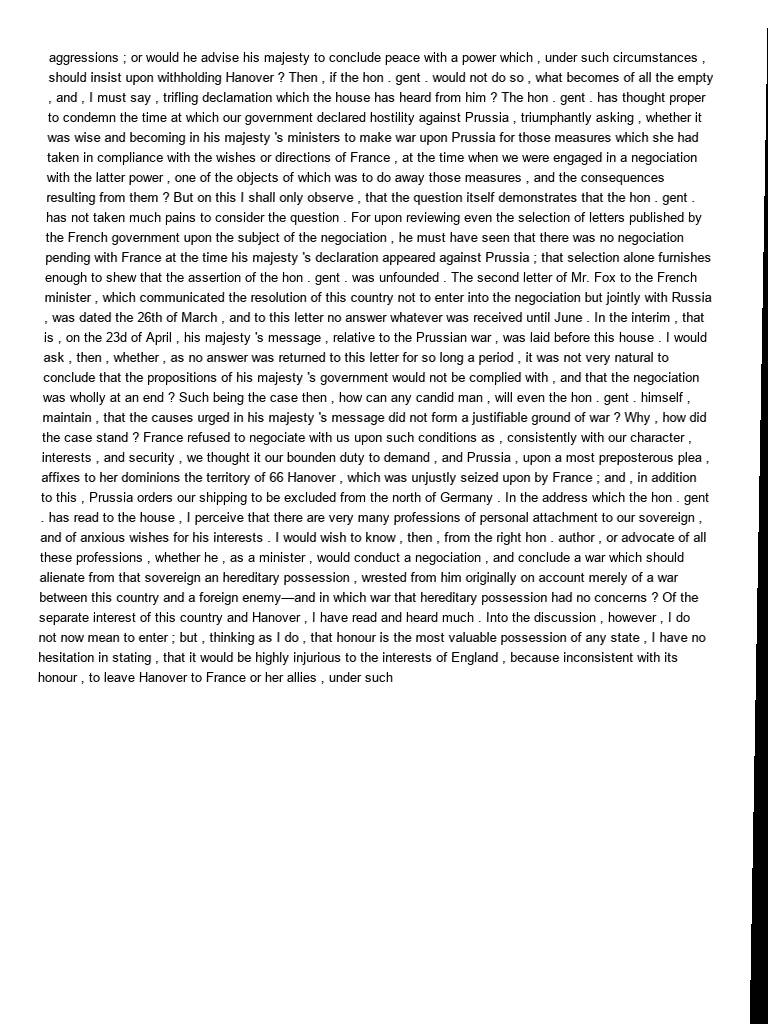 aggressions ; or would he advise his majesty to conclude peace with a power which , under such circumstances ,
should insist upon withholding Hanover ? Then , if the hon . gent . would not do so , what becomes of all the empty
, and , I must say , trifling declamation which the house has heard from him ? The hon . gent . has thought proper
to condemn the time at which our government declared hostility against Prussia , triumphantly asking , whether it
was wise and becoming in his majesty 's ministers to make war upon Prussia for those measures which she had
taken in compliance with the wishes or directions of France , at the time when we were engaged in a negociation
with the latter power , one of the objects of which was to do away those measures , and the consequences
resulting from them ? But on this I shall only observe , that the question itself demonstrates that the hon . gent .
has not taken much pains to consider the question . For upon reviewing even the selection of letters published by
the French government upon the subject of the negociation , he must have seen that there was no negociation
pending with France at the time his majesty 's declaration appeared against Prussia ; that selection alone furnishes
enough to shew that the assertion of the hon . gent . was unfounded . The second letter of Mr. Fox to the French
minister , which communicated the resolution of this country not to enter into the negociation but jointly with Russia
, was dated the 26th of March , and to this letter no answer whatever was received until June . In the interim , that
is , on the 23d of April , his majesty 's message , relative to the Prussian war , was laid before this house . I would
ask , then , whether , as no answer was returned to this letter for so long a period , it was not very natural to
conclude that the propositions of his majesty 's government would not be complied with , and that the negociation
was wholly at an end ? Such being the case then , how can any candid man , will even the hon . gent . himself ,
maintain , that the causes urged in his majesty 's message did not form a justifiable ground of war ? Why , how did
the case stand ? France refused to negociate with us upon such conditions as , consistently with our character ,
interests , and security , we thought it our bounden duty to demand , and Prussia , upon a most preposterous plea ,
affixes to her dominions the territory of 66 Hanover , which was unjustly seized upon by France ; and , in addition
to this , Prussia orders our shipping to be excluded from the north of Germany . In the address which the hon . gent
. has read to the house , I perceive that there are very many professions of personal attachment to our sovereign ,
and of anxious wishes for his interests . I would wish to know , then , from the right hon . author , or advocate of all
these professions , whether he , as a minister , would conduct a negociation , and conclude a war which should
alienate from that sovereign an hereditary possession , wrested from him originally on account merely of a war
between this country and a foreign enemy—and in which war that hereditary possession had no concerns ? Of the
separate interest of this country and Hanover , I have read and heard much . Into the discussion , however , I do
not now mean to enter ; but , thinking as I do , that honour is the most valuable possession of any state , I have no
hesitation in stating , that it would be highly injurious to the interests of England , because inconsistent with its
honour , to leave Hanover to France or her allies , under such